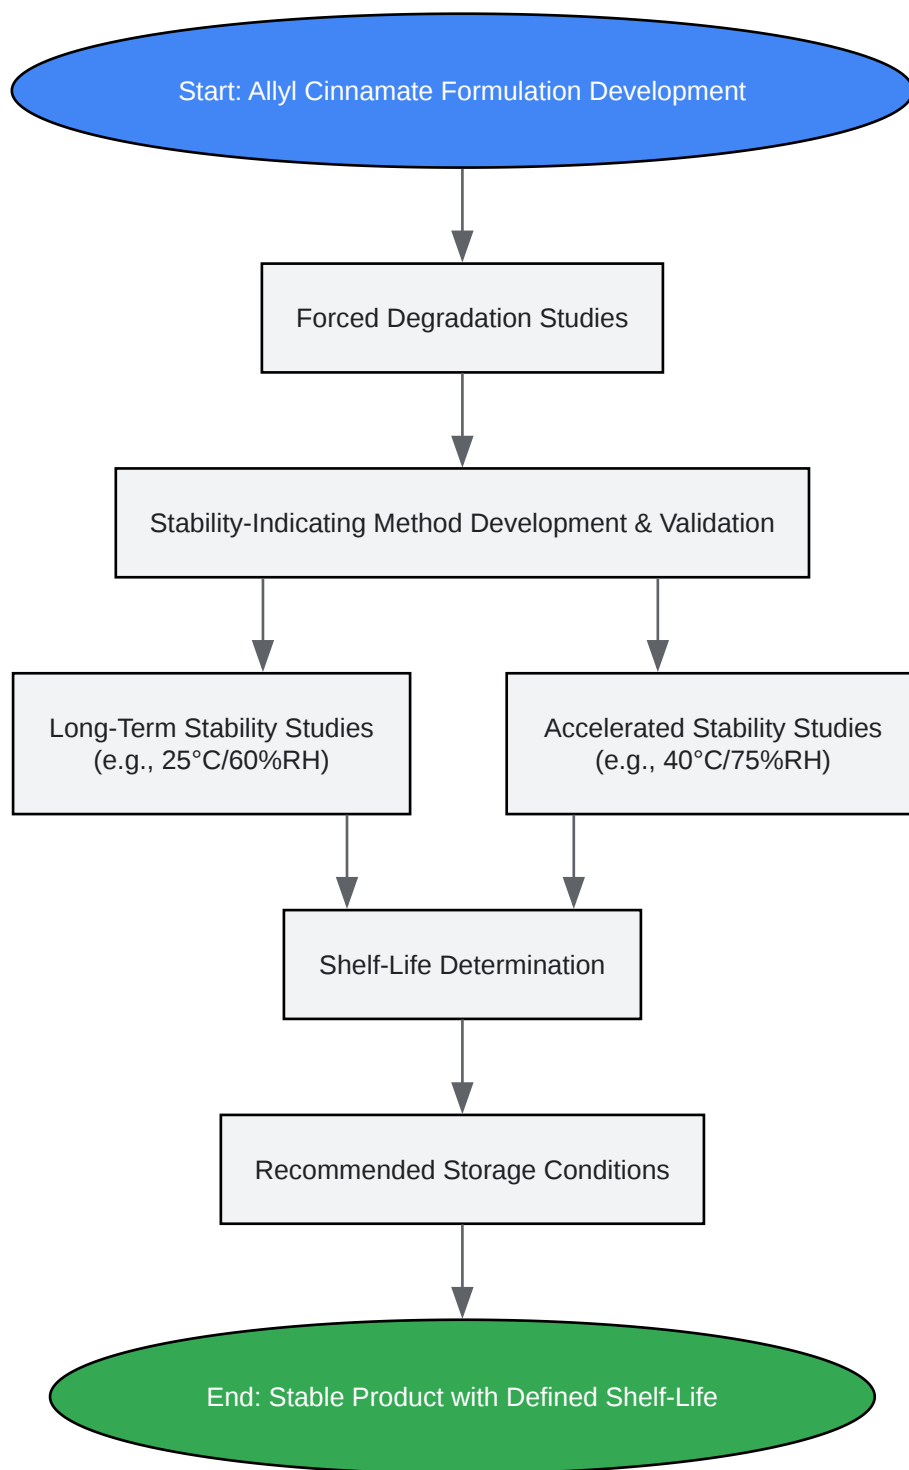 Start: Allyl Cinnamate Formulation Development
Forced Degradation Studies
Stability-Indicating Method Development & Validation
Long-Term Stability Studies
(e.g., 25°C/60%RH)
Accelerated Stability Studies
(e.g., 40°C/75%RH)
Shelf-Life Determination
Recommended Storage Conditions
End: Stable Product with Defined Shelf-Life